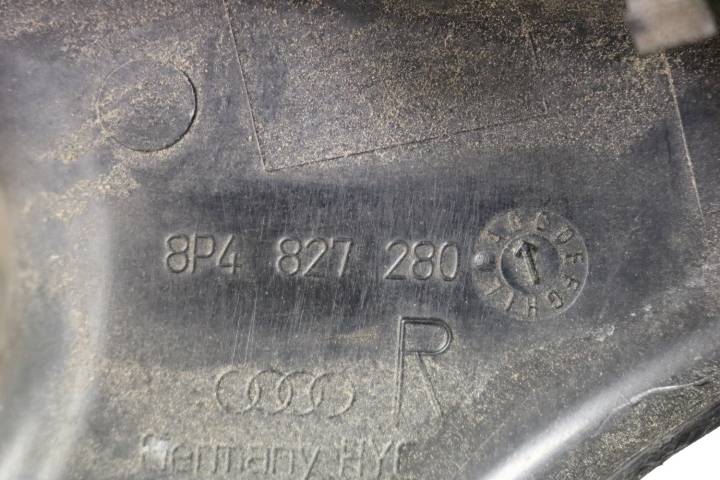 8P4 827 280
A B C D E F G H I L
R
Germany